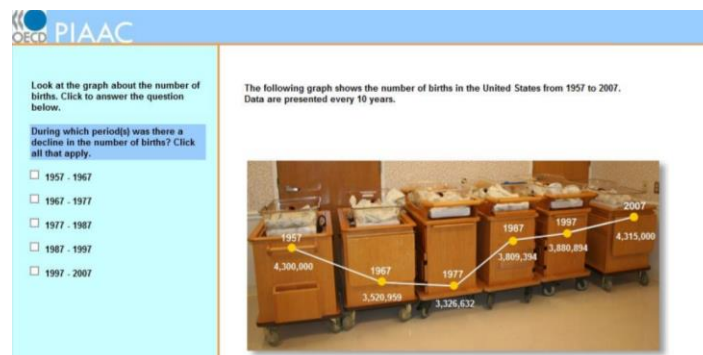 OECD PIAAC
Look at the graph about the number of
births. Click to answer the question
below.
During which period(s) was there a
decline in the number of births? Click
all that apply.
1957 - 1967
1967 - 1977
1977 - 1987
1987 - 1997
1997 - 2007
The following graph shows the number of births in the United States from 1957 to 2007.
Data are presented every 10 years.
1957
4,300,000
1967
3,520,959
1977
3,326,632
1987
3,809,394
1997
3,880,894
2007
4,315,000